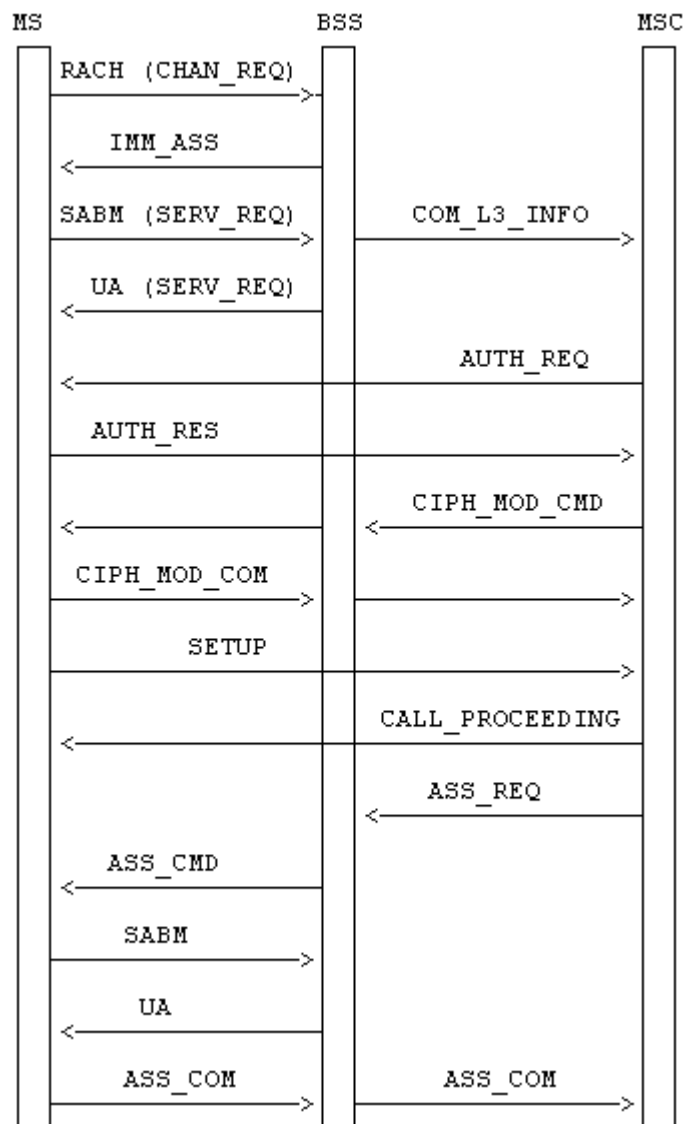 MS BSS MSC
RACH (CHAN_REQ)
IMM_ASS
SABM (SERV_REQ) COM_L3_INFO
UA (SERV_REQ)
AUTH_REQ
AUTH_RES
CIPH_MOD_CMD
CIPH_MOD_COM
SETUP
CALL_PROCEEDING
ASS_REQ
ASS_CMD
SABM
UA
ASS_COM ASS_COM